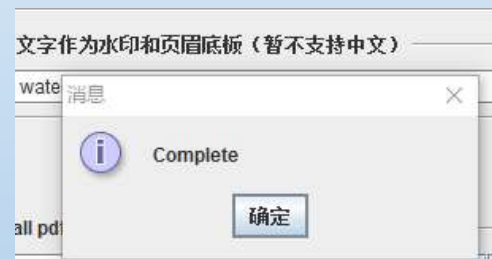 文字作为水印和页眉底板（暂不支持中文）
wate
消息
Complete
确定
all pdf